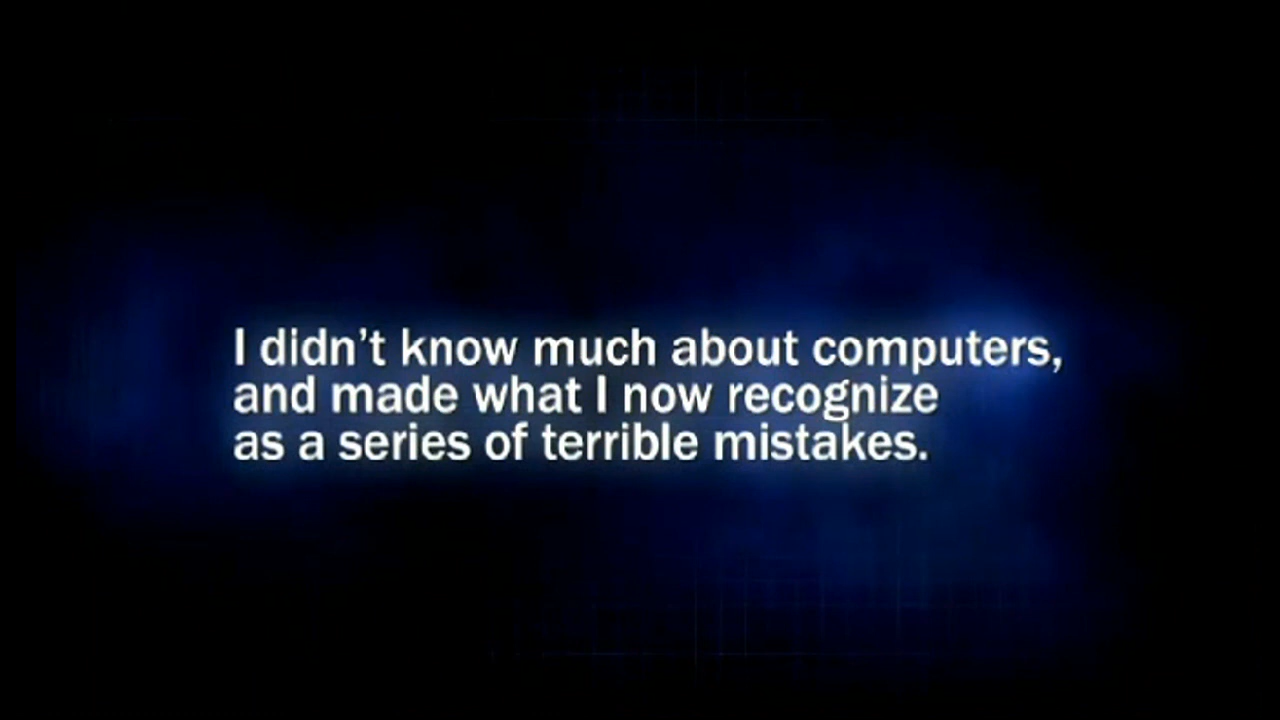 I didn’t know much about computers,
and made what I now recognize
as a series of terrible mistakes.